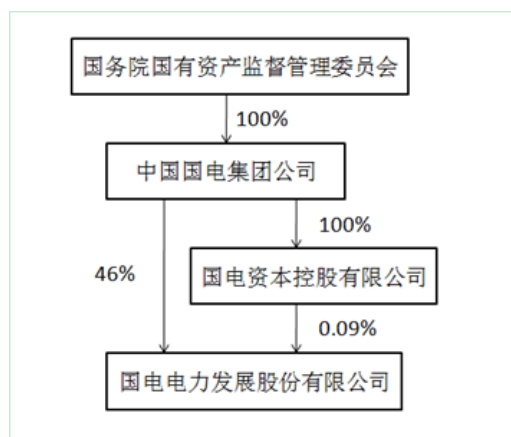 国务院国有资产监督管理委员会
100%
中国国电集团公司
100%
46%
国电资本控股有限公司
0.09%
国电电力发展股份有限公司